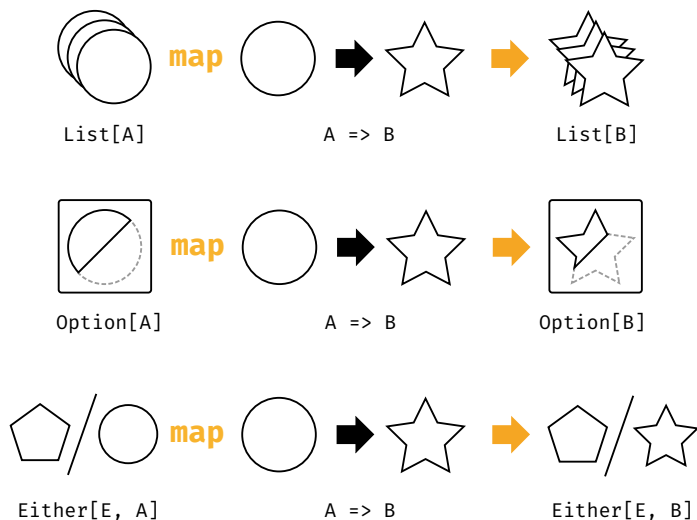 map
List[A]
A => B
List[B]
map
Option[A]
A => B
Option[B]
map
Either[E, A]
A => B
Either[E, B]